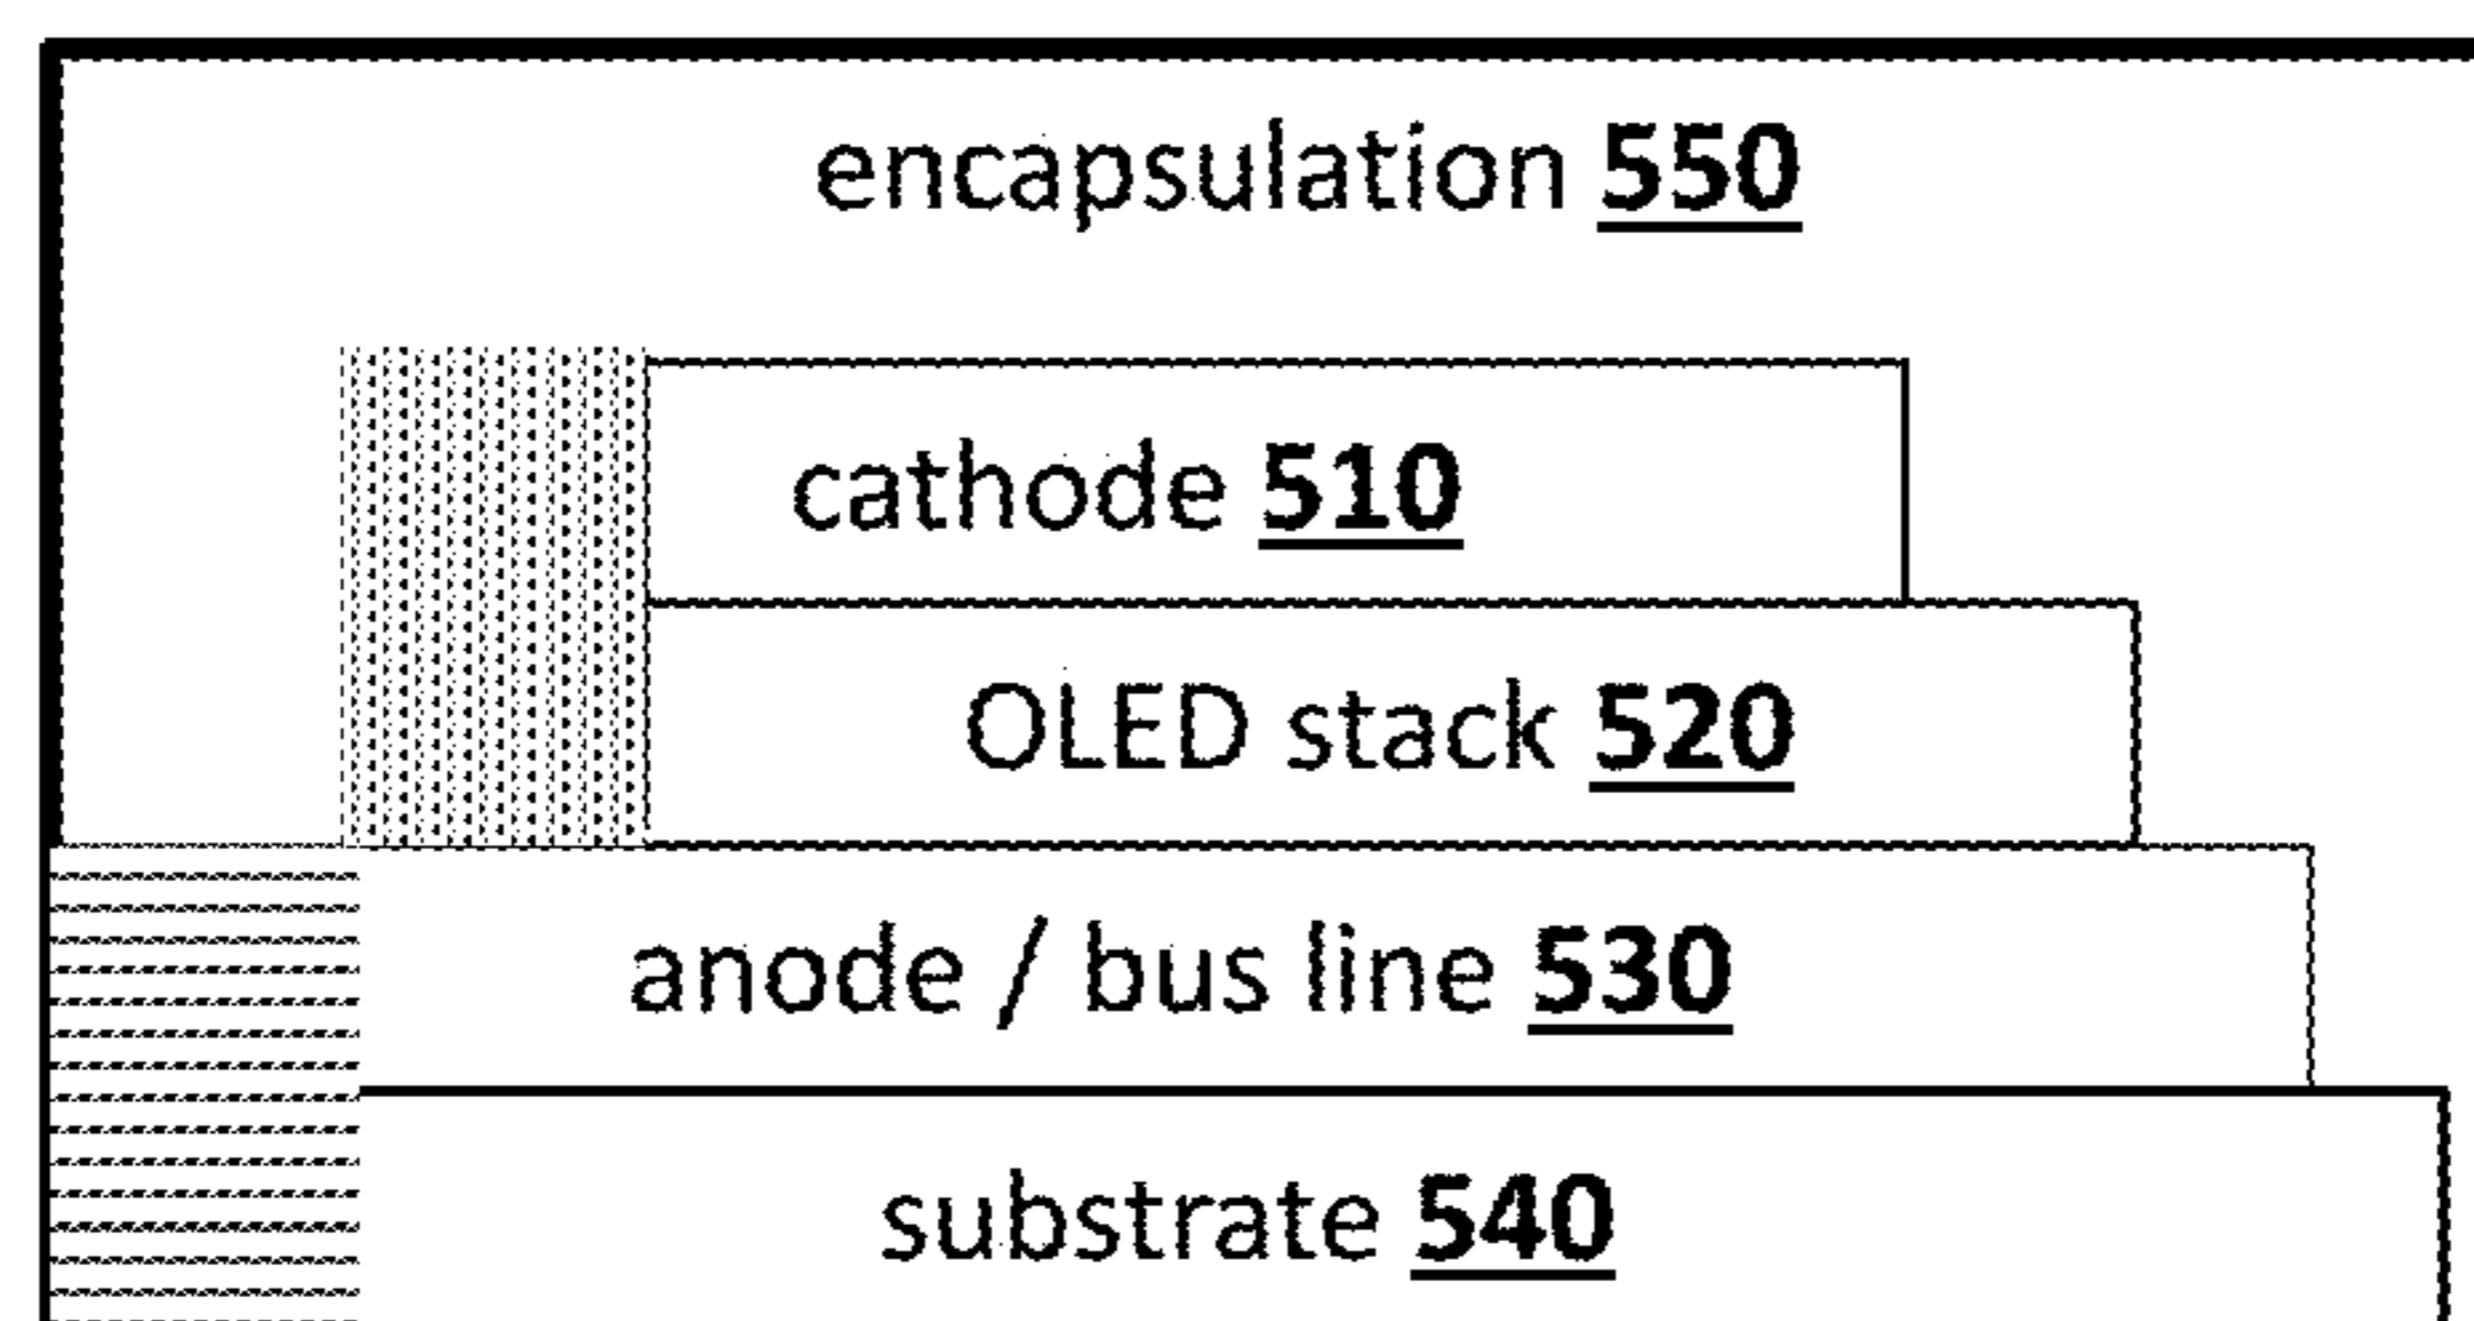 encapsulation 550
cathode 510
OLED stack 520
anode / bus line 530
substrate 540